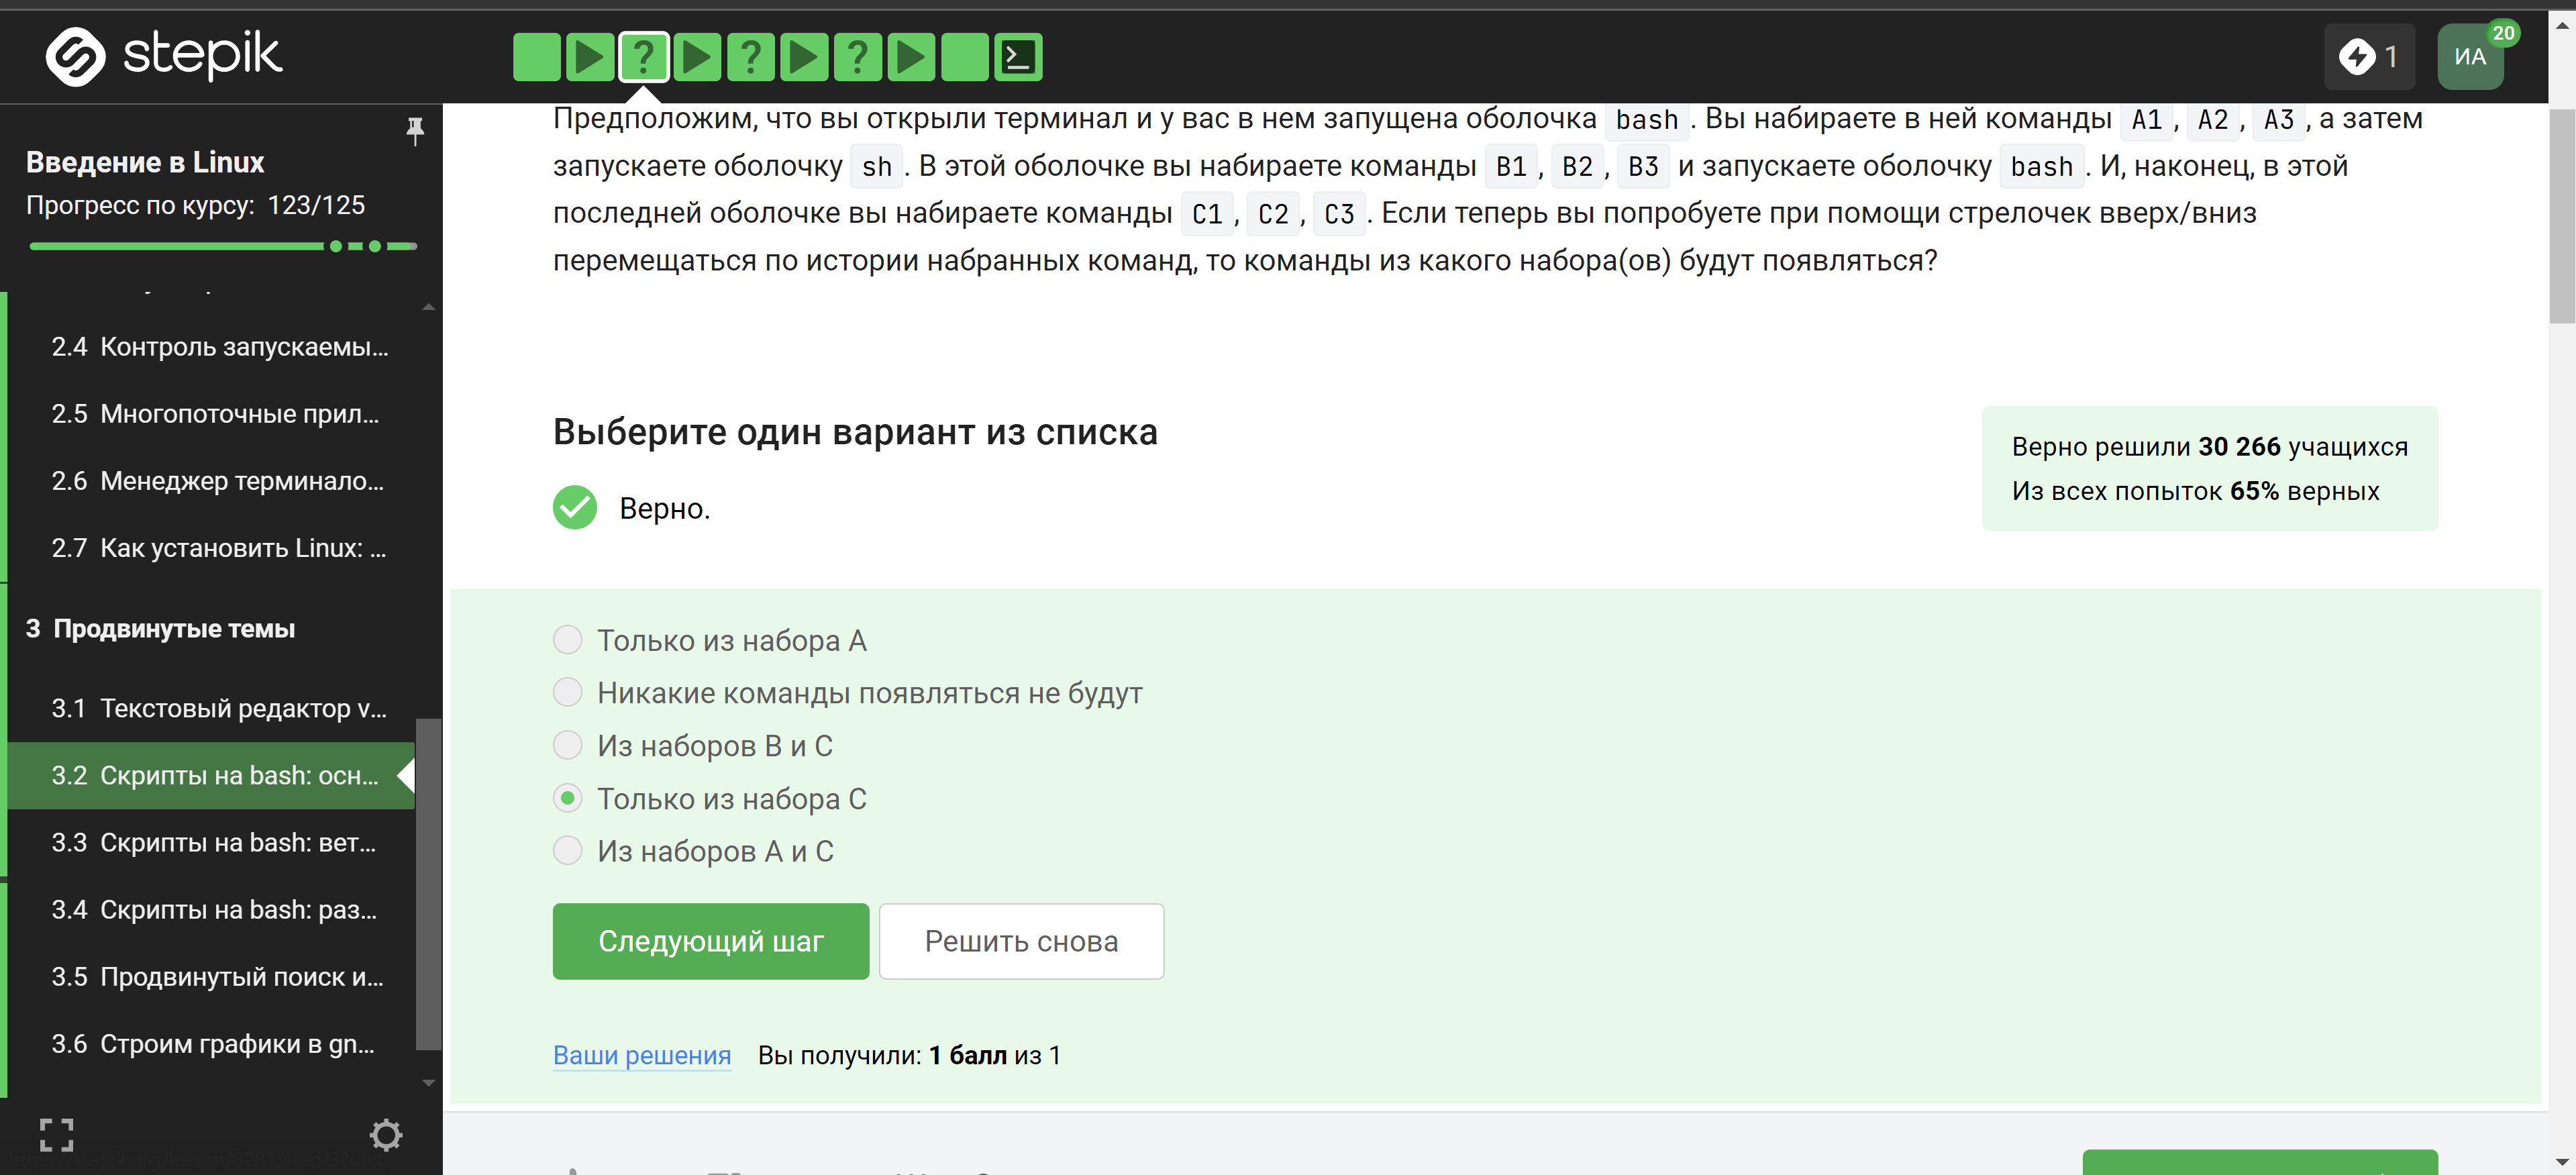 stepik
1
ИА
20
Введение в Linux
Прогресс по курсу: 123/125
2.4 Контроль запускаемы...
2.5 Многопоточные прил...
2.6 Менеджер терминало...
2.7 Как установить Linux: ...
3 Продвинутые темы
3.1 Текстовый редактор v...
3.2 Скрипты на bash: осн...
3.3 Скрипты на bash: вет...
3.4 Скрипты на bash: раз...
3.5 Продвинутый поиск и...
3.6 Строим графики в gn...
Предположим, что вы открыли терминал и у вас в нем запущена оболочка bash. Вы набираете в ней команды A1, A2, A3, а затем
запускаете оболочку sh. В этой оболочке вы набираете команды B1, B2, B3 и запускаете оболочку bash. И, наконец, в этой
последней оболочке вы набираете команды C1, C2, C3. Если теперь вы попробуете при помощи стрелочек вверх/вниз
перемещаться по истории набранных команд, то команды из какого набора(ов) будут появляться?
Выберите один вариант из списка
Верно.
Верно решили 30 266 учащихся
Из всех попыток 65% верных
Только из набора A
Никакие команды появляться не будут
Из наборов B и C
Только из набора C
Из наборов A и C
Следующий шаг
Решить снова
Ваши решения Вы получили: 1 балл из 1